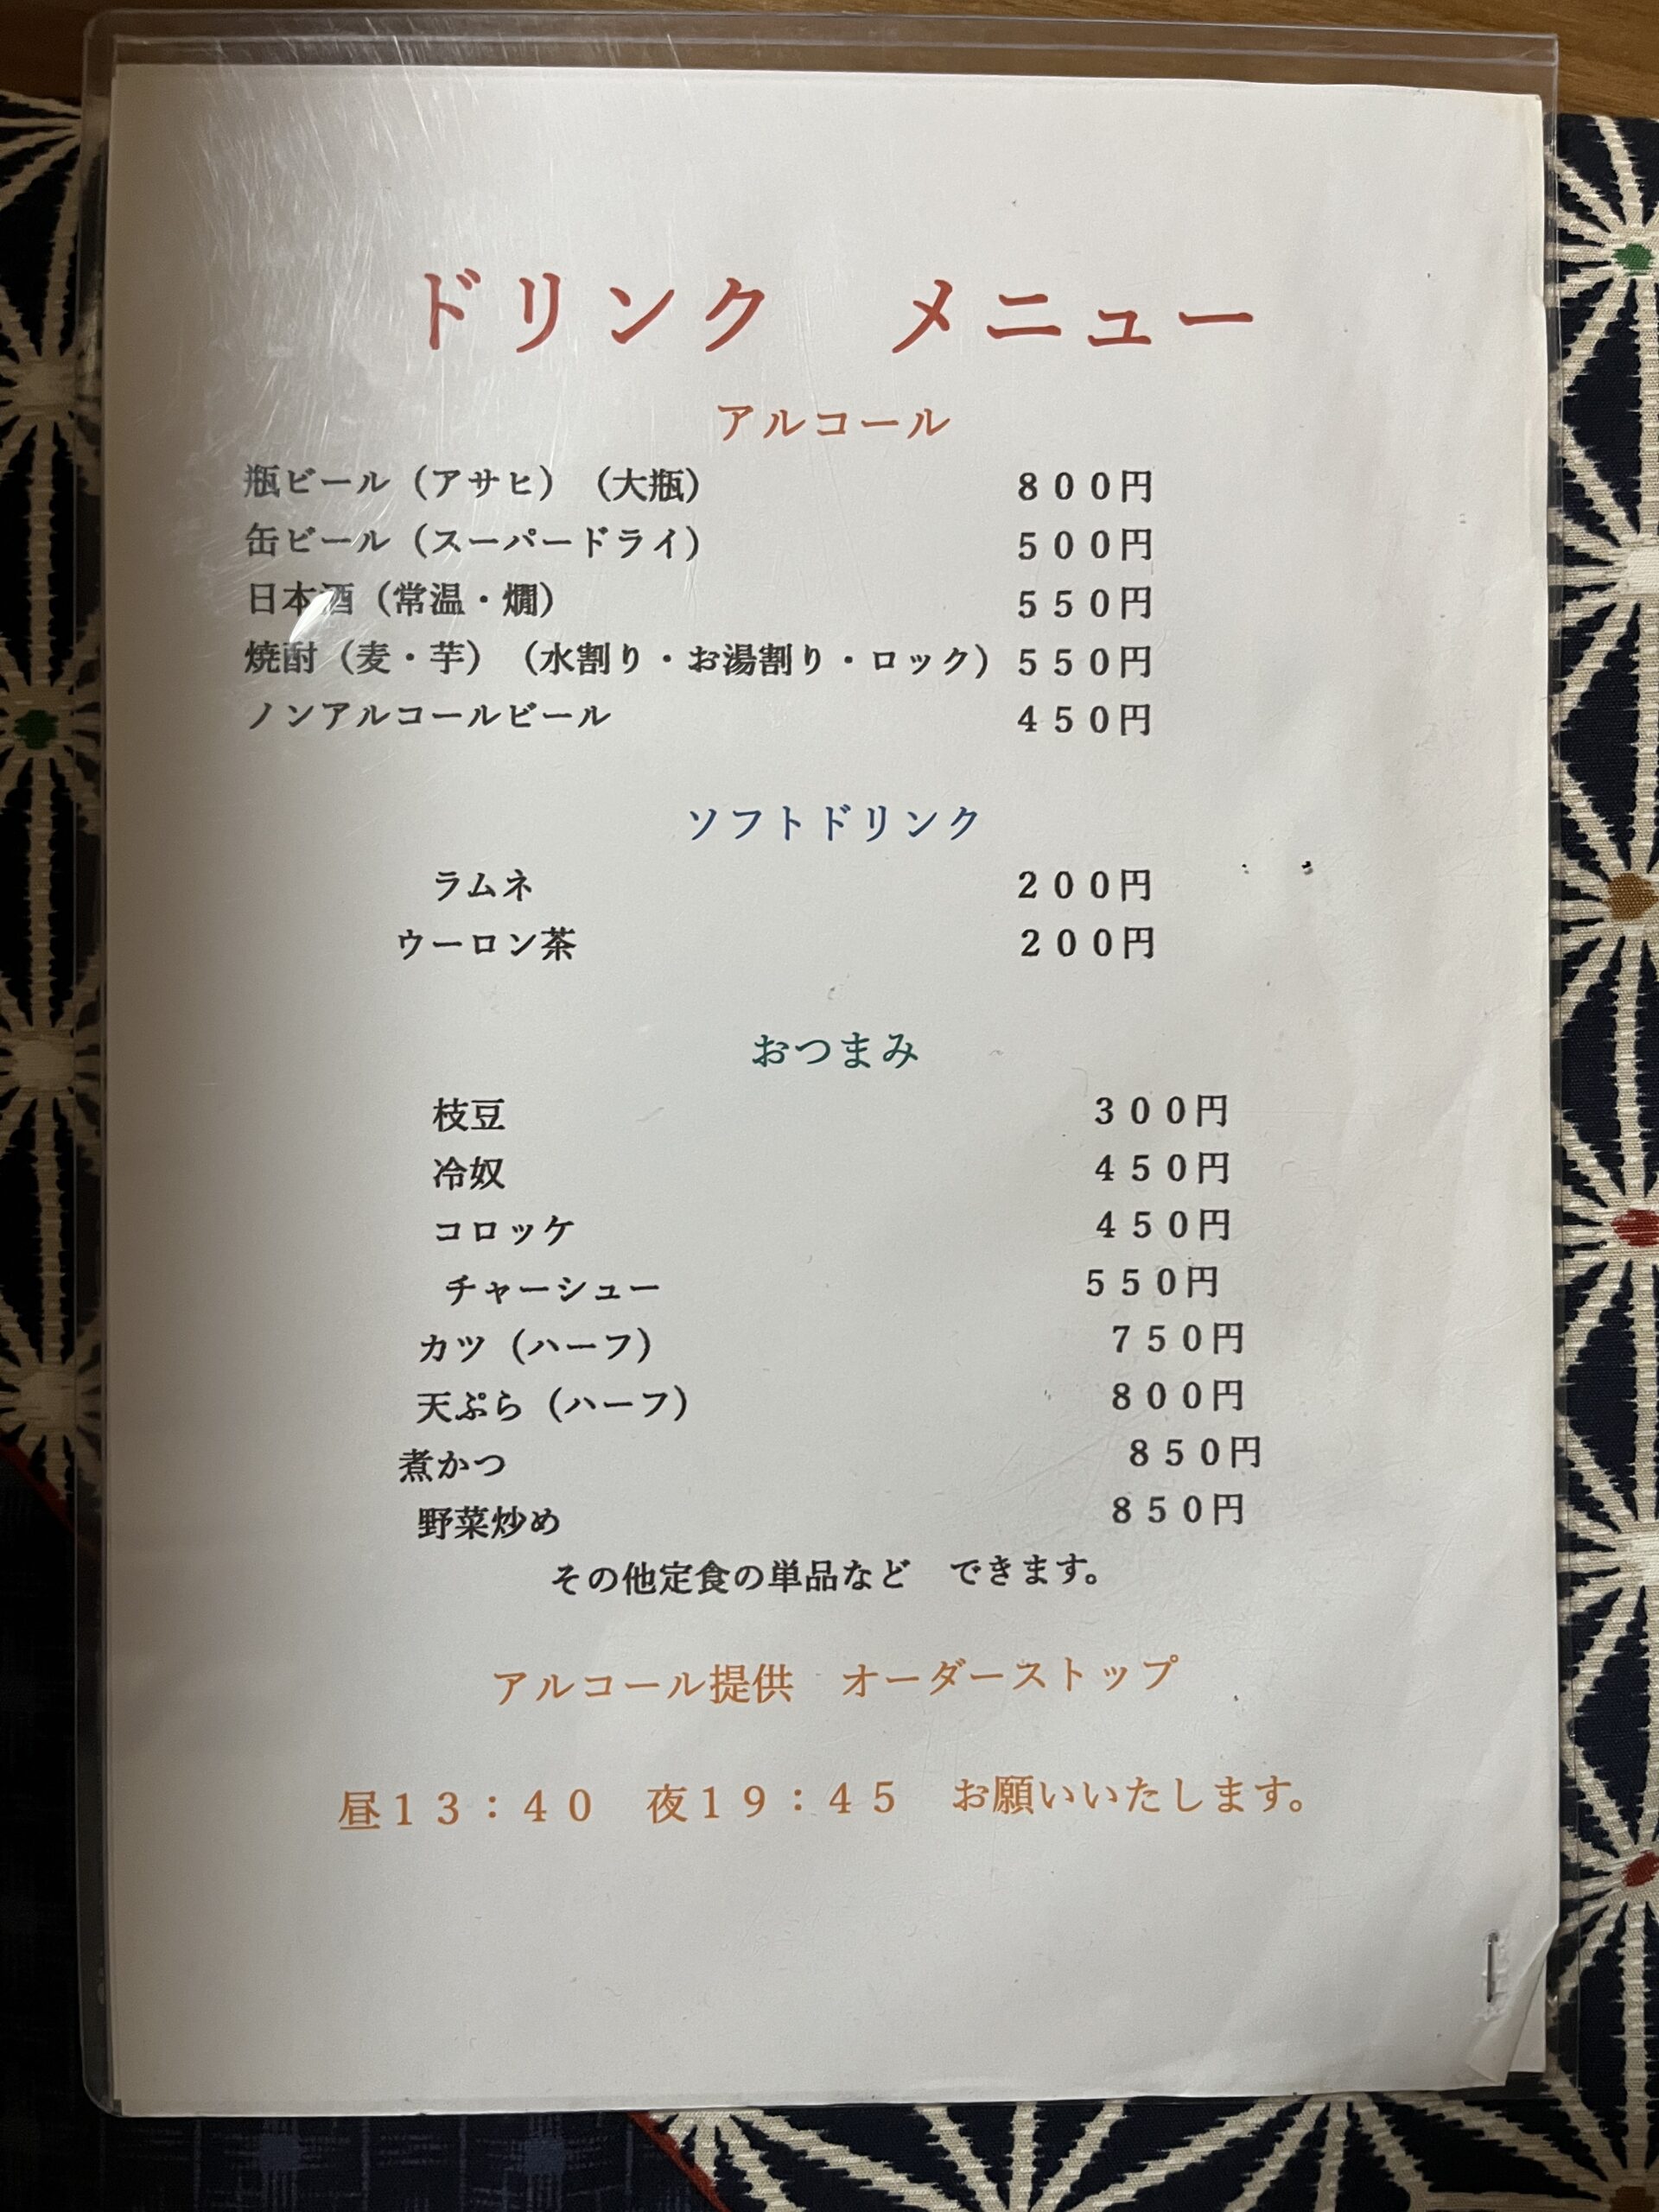 ドリンク　メニュー
アルコール
瓶ビール（アサヒ）（大瓶）　８００円
缶ビール（スーパードライ）　５００円
日本酒（常温・燗）　５５０円
焼酎（麦・芋）（水割り・お湯割り・ロック）５５０円
ノンアルコールビール　４５０円
ソフトドリンク
ラムネ　２００円
ウーロン茶　２００円
おつまみ
枝豆　３００円
冷奴　４５０円
コロッケ　４５０円
チャーシュー　５５０円
カツ（ハーフ）　７５０円
天ぷら（ハーフ）　８００円
煮かつ　８５０円
野菜炒め　８５０円
その他定食の単品など　できます。
アルコール提供　オーダーストップ
昼１３：４０　夜１９：４５　お願いいたします。